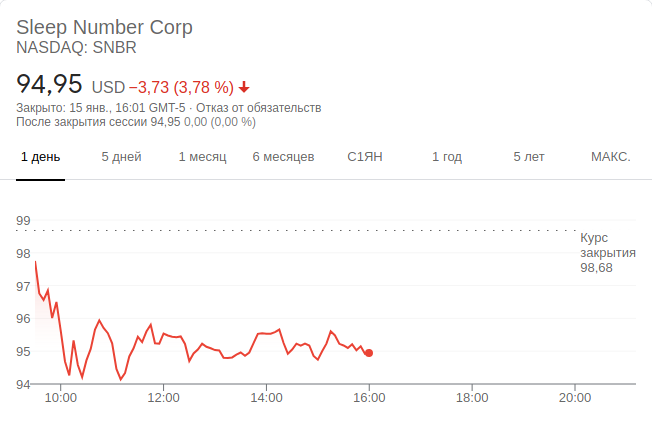 Sleep Number Corp
NASDAQ: SNBR
94,95 USD −3,73 (3,78 %)
Закрыто: 15 янв., 16:01 GMT-5 · Отказ от обязательств
После закрытия сессии 94,95 0,00 (0,00 %)
1 день 5 дней 1 месяц 6 месяцев С1ЯН 1 год 5 лет МАКС.
99
Курс
закрытия
98,68
98
97
96
95
94
10:00 12:00 14:00 16:00 18:00 20:00